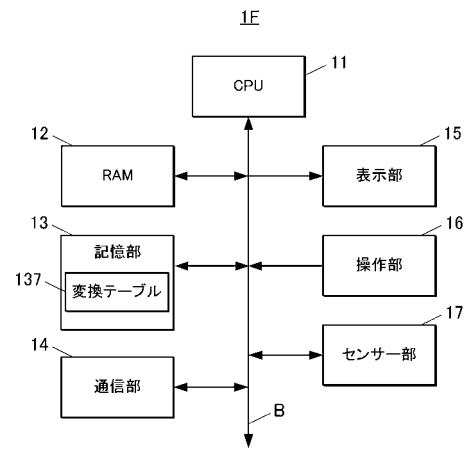 1F
11
CPU
12
RAM
15
表示部
13
記憶部
137
変換テーブル
16
操作部
17
センサー部
14
通信部
B